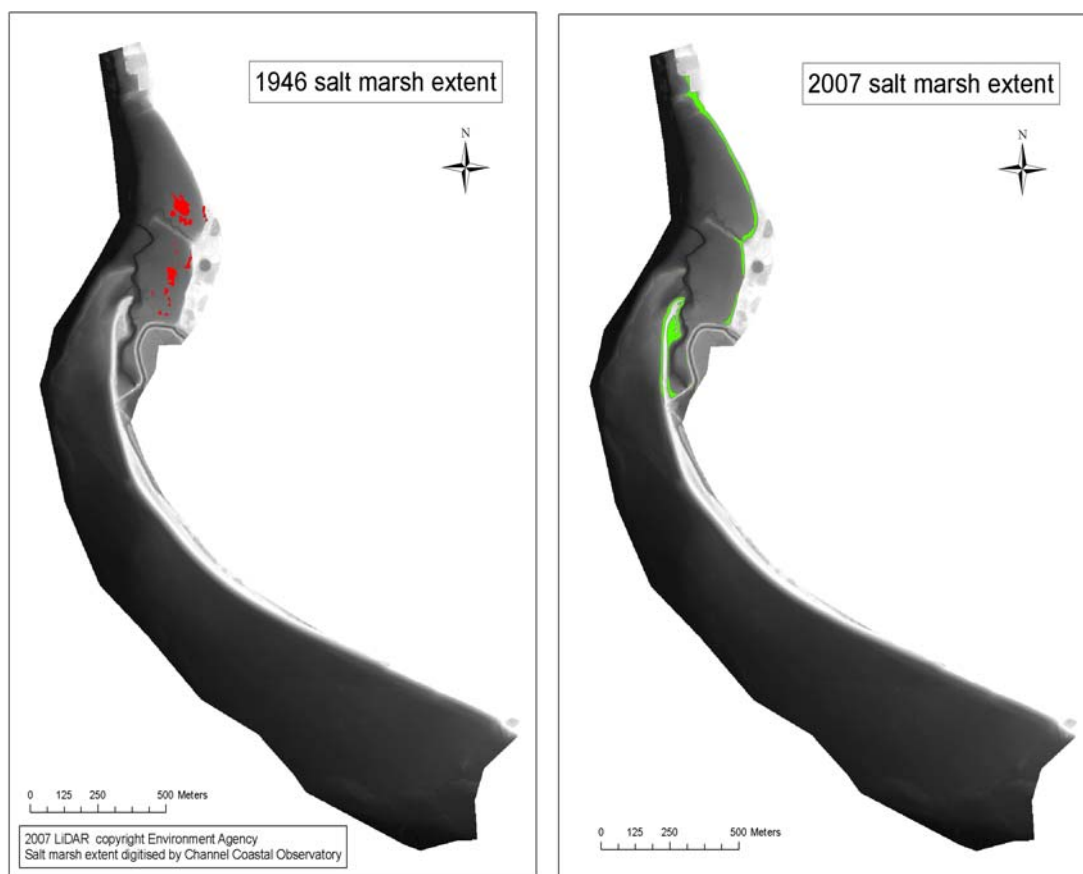 1946 salt marsh extent
N
0 125 250 500 Meters
2007 LiDAR copyright Environment Agency
Salt marsh extent digitised by Channel Coastal Observatory
2007 salt marsh extent
N
0 125 250 500 Meters